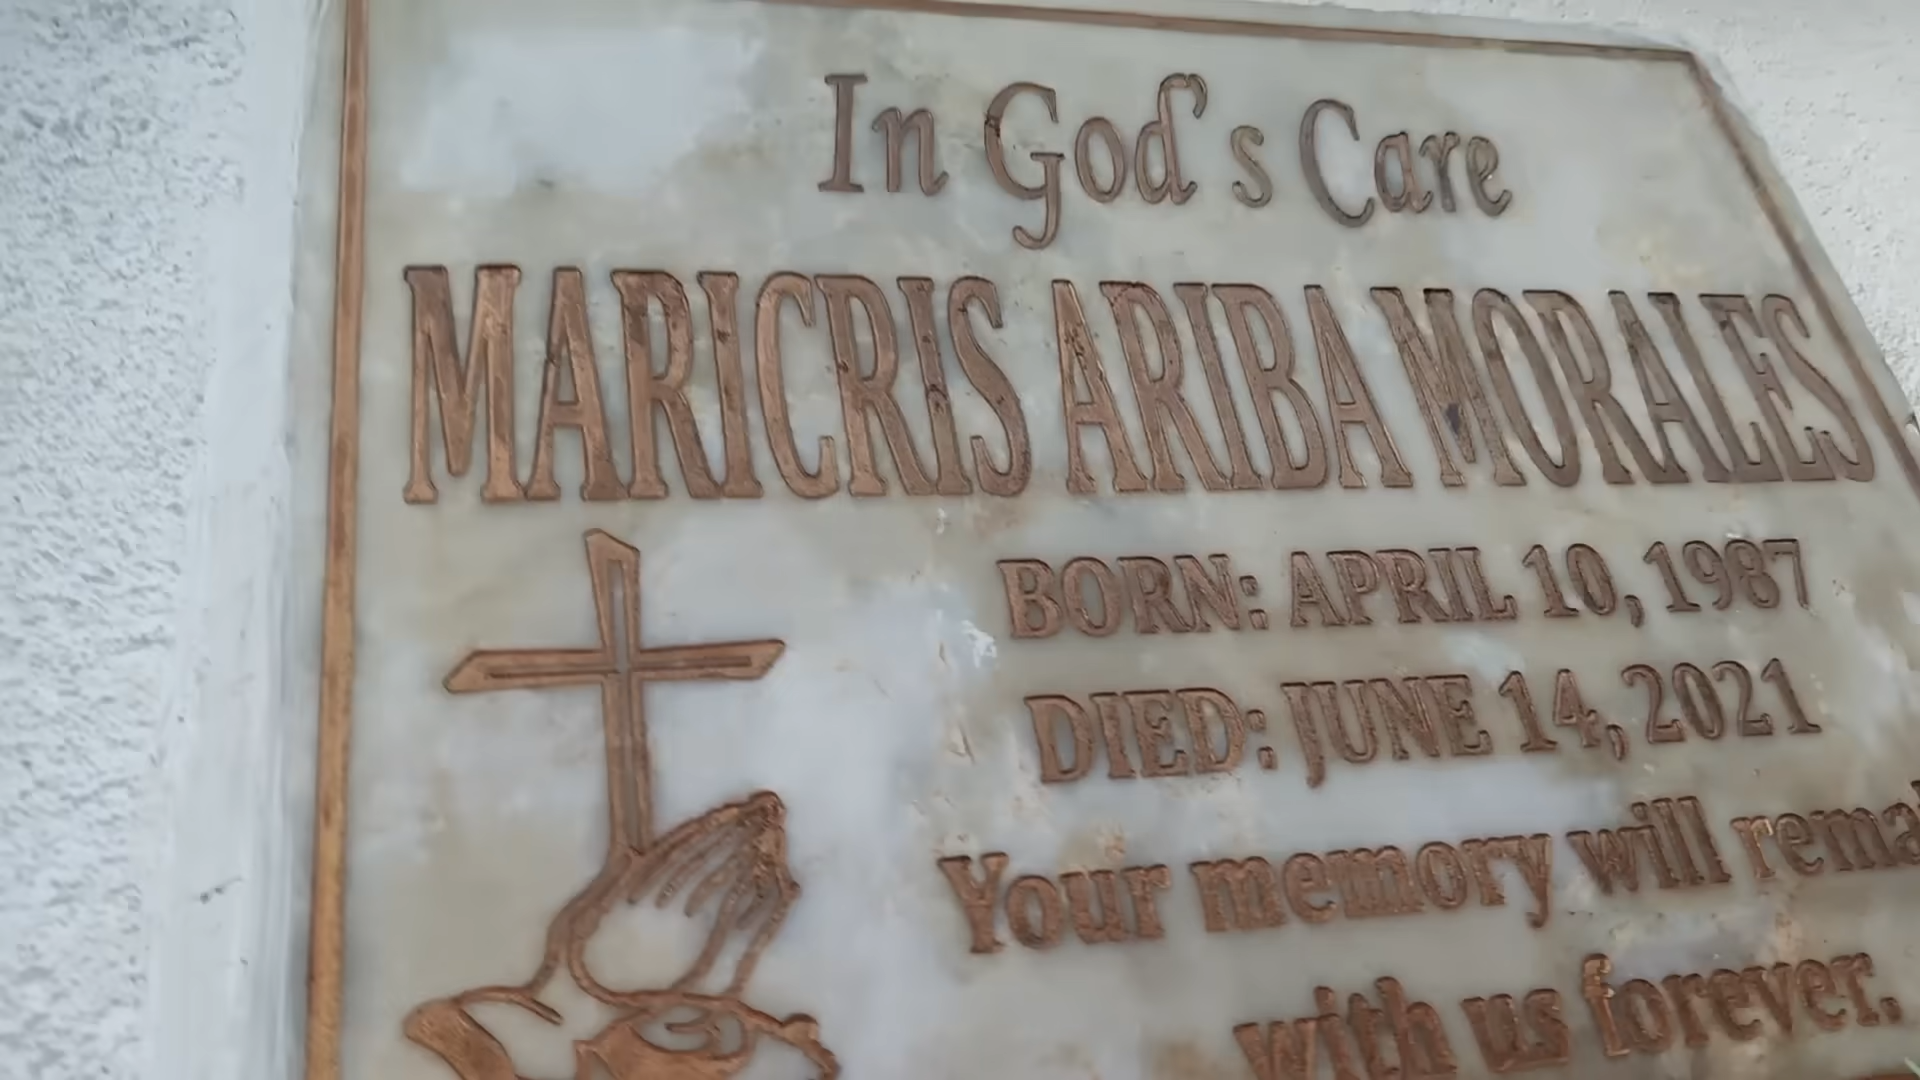 In God's Care
MARICRIS ARIBA MORALES
BORN: APRIL 10, 1987
DIED: JUNE 14, 2021
Your memory will
with us forever.